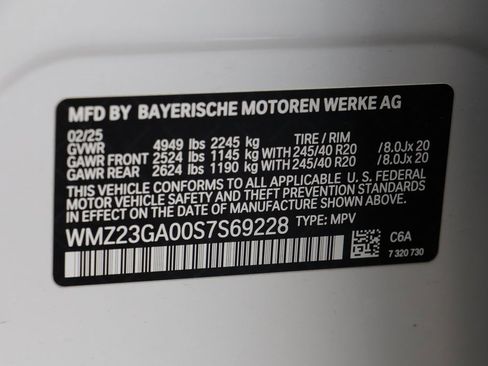 MFD BY BAYERISCHE MOTOREN WERKE AG
02/25
GVWR 4949 lbs 2245 kg TIRE / RIM
GAWR FRONT 2524 lbs 1145 kg WITH 245/40 R20 /8.0Jx 20
GAWR REAR 2624 lbs 1190 kg WITH 245/40 R20 /8.0Jx 20
THIS VEHICLE CONFORMS TO ALL APPLICABLE U. S. FEDERAL
MOTOR VEHICLE SAFETY AND THEFT PREVENTION STANDARDS
IN EFFECT ON THE DATE OF MANUFACTURE SHOWN ABOVE.
WMZ23GA00S7S69228 TYPE: MPV
C6A
7 320 730